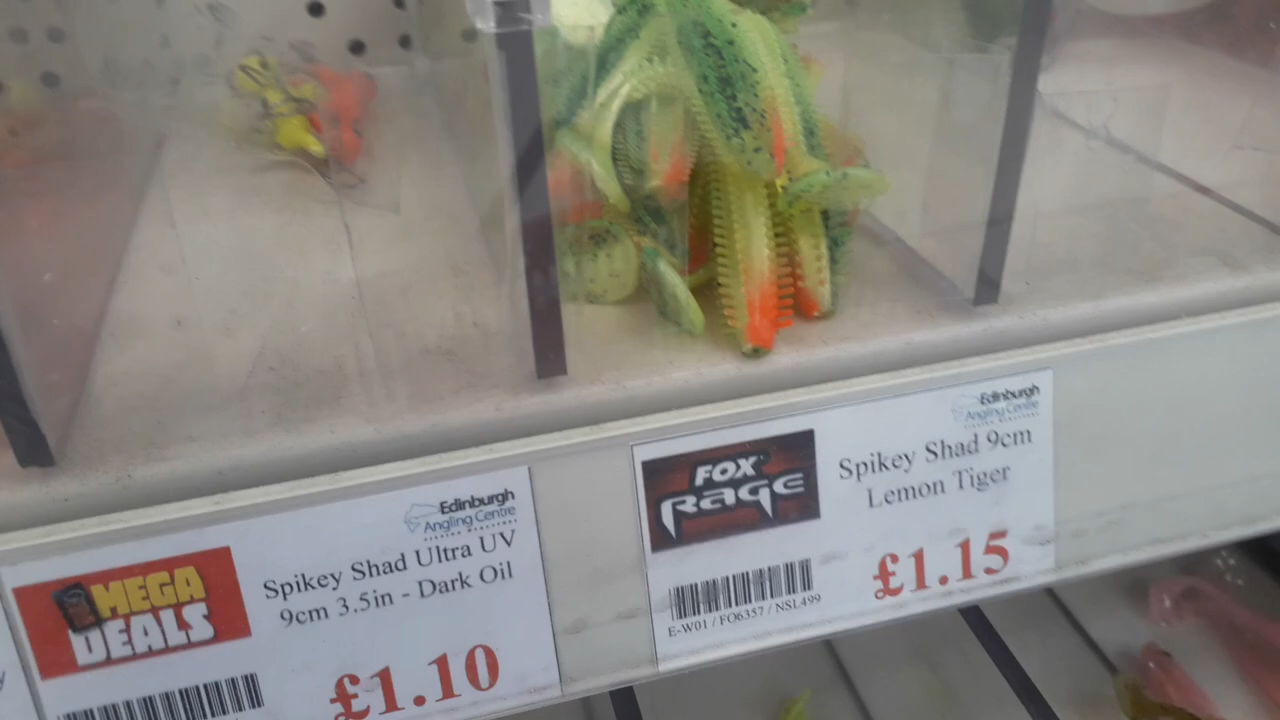 Edinburgh
Angling Centre
MEGA
DEALS
Spikey Shad Ultra UV
9cm 3.5in - Dark Oil
£1.10
Edinburgh
Angling Centre
FOX
RAGE
Spikey Shad 9cm
Lemon Tiger
£1.15
E-W01 / FO6357 / NSL499